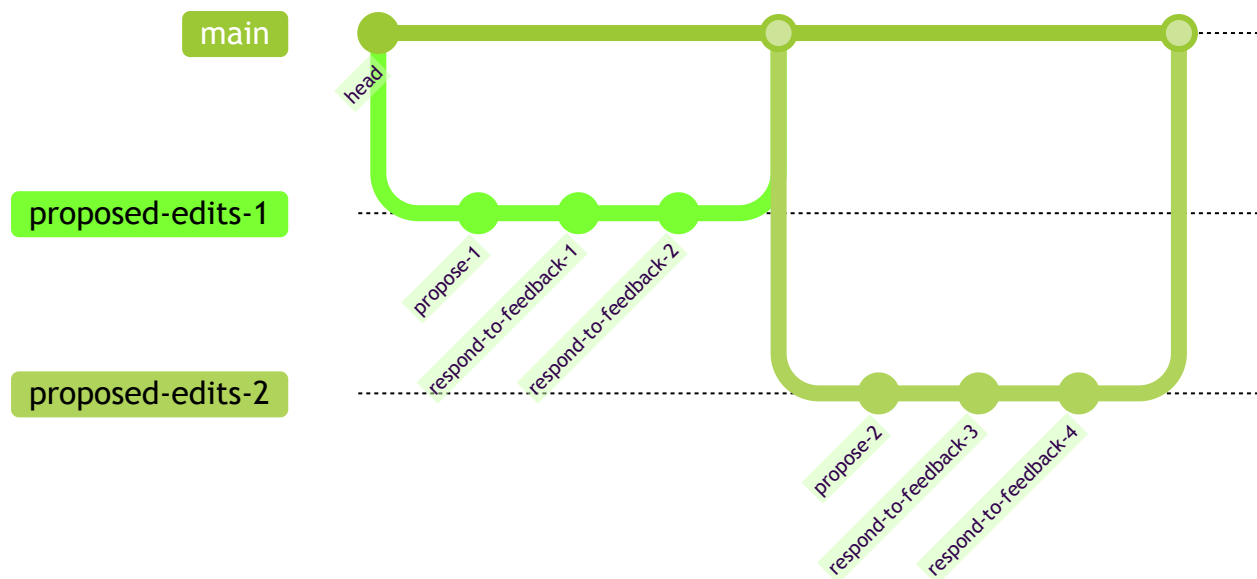 main
head
proposed-edits-1
propose-1
respond-to-feedback-1
respond-to-feedback-2
proposed-edits-2
propose-2
respond-to-feedback-3
respond-to-feedback-4